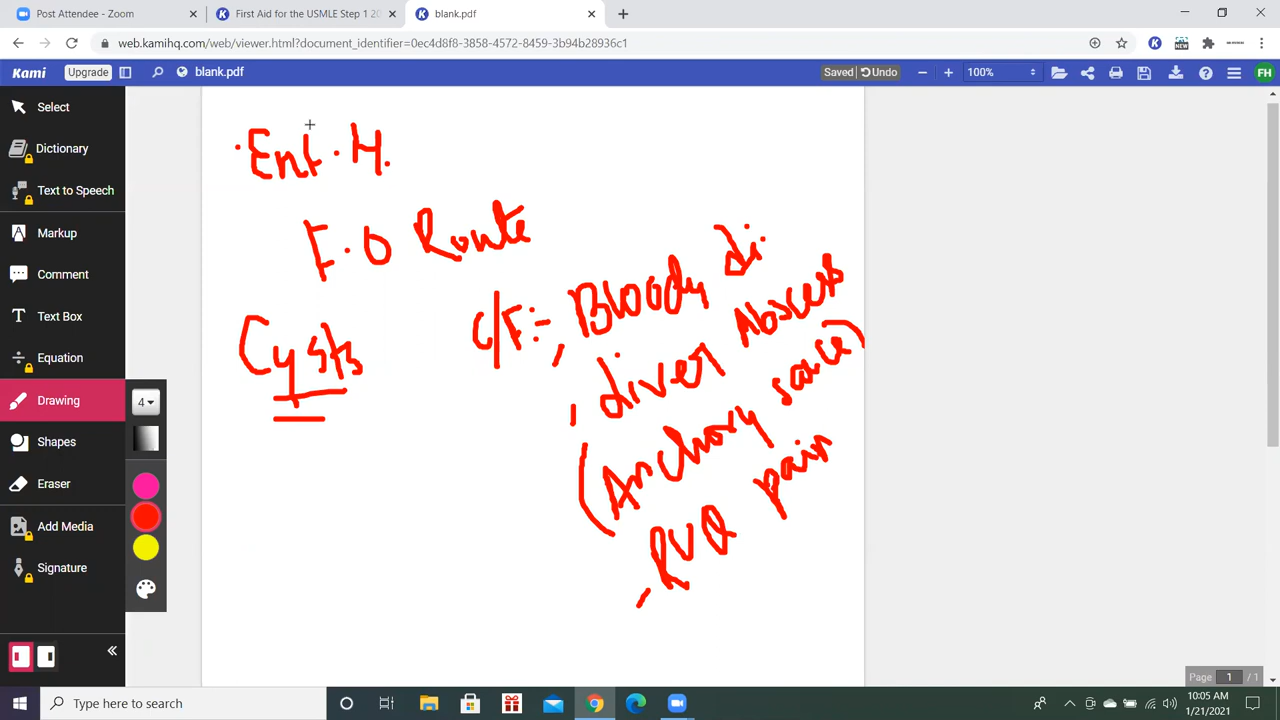 Post Attendee - Zoom
First Aid for the USMLE Step 1 20
blank.pdf
web.kamihq.com/web/viewer.html?document_identifier=0ec4d8f8-3858-4572-8459-3b94b28936c1
Kami Upgrade blank.pdf Saved Undo 100% FH
Select
Dictionary
Text to Speech
Markup
Comment
Text Box
Equation
Drawing
4
Shapes
Eraser
Add Media
Signature
Ent. H.
F.O Route
Cysts
C/F:- Bloody di
, liver Abscess
(Anchovy sauce)
- RUQ pain
Page 1 / 1
Type here to search
10:05 AM
1/21/2021